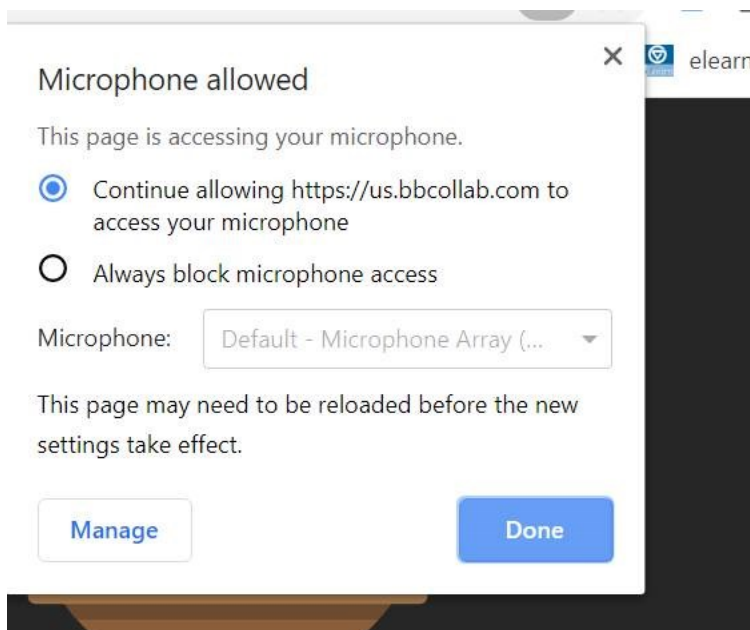 Microphone allowed
elearn
This page is accessing your microphone.
Continue allowing https://us.bbcollab.com to
access your microphone
Always block microphone access
Microphone:
Default - Microphone Array (...
This page may need to be reloaded before the new
settings take effect.
Manage
Done